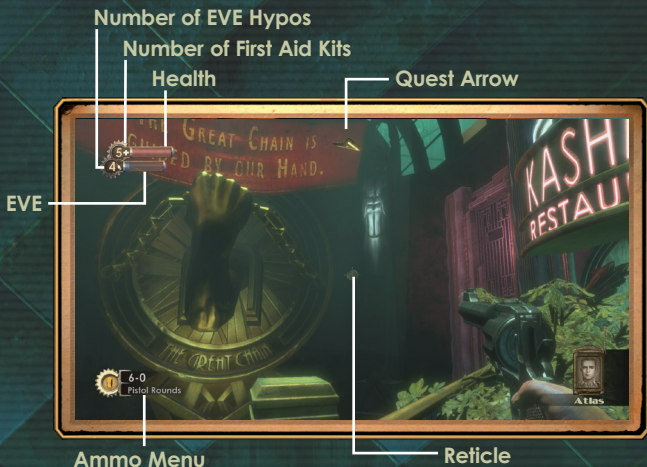 Number of EVE Hypos
Number of First Aid Kits
Health
Quest Arrow
THE GREAT CHAIN IS
GUIDED BY OUR HAND.
5+
4
EVE
KASH
RESTAU
THE GREAT CHAIN
6-0
Pistol Rounds
Atlas
Ammo Menu
Reticle